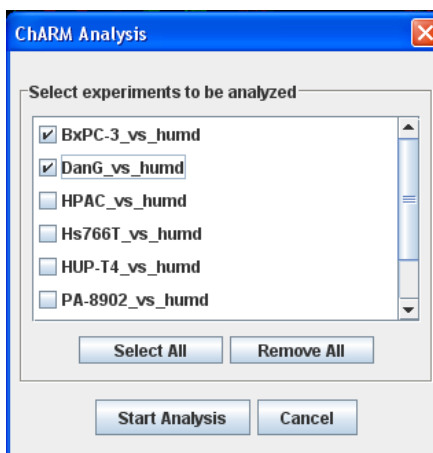 ChARM Analysis
Select experiments to be analyzed
BxPC-3_vs_humd
DanG_vs_humd
HPAC_vs_humd
Hs766T_vs_humd
HUP-T4_vs_humd
PA-8902_vs_humd
Select All Remove All
Start Analysis Cancel